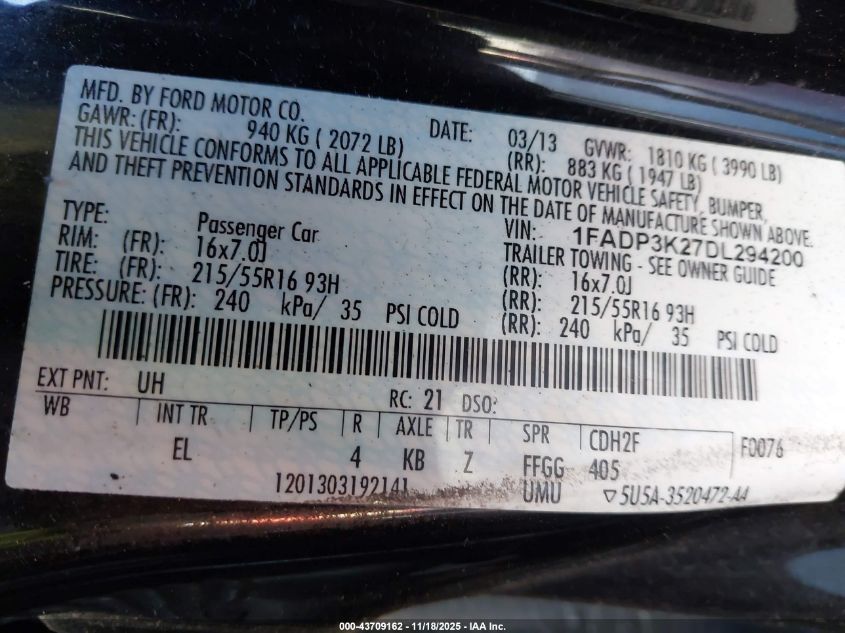 MFD. BY FORD MOTOR CO.
DATE: 03/13 GVWR: 1810 KG ( 3990 LB)
GAWR: (FR): 940 KG ( 2072 LB) (RR): 883 KG ( 1947 LB)
THIS VEHICLE CONFORMS TO ALL APPLICABLE FEDERAL MOTOR VEHICLE SAFETY, BUMPER,
AND THEFT PREVENTION STANDARDS IN EFFECT ON THE DATE OF MANUFACTURE SHOWN ABOVE.
VIN: 1FADP3K27DL294200
TYPE: Passenger Car TRAILER TOWING - SEE OWNER GUIDE
RIM: (FR): 16x7.0J (RR): 16x7.0J
TIRE: (FR): 215/55R16 93H (RR): 215/55R16 93H
PRESSURE: (FR): 240 kPa/ 35 PSI COLD (RR): 240 kPa/ 35 PSI COLD
EXT PNT: UH RC: 21 DSO:
WB INT TR TP/PS R AXLE TR SPR CDH2F F0076
EL 4 KB Z FFGG 405
1201303192141 UMU ▽5U5A-3520472-AA
000-43709162 - 11/18/2025 - IAA Inc.